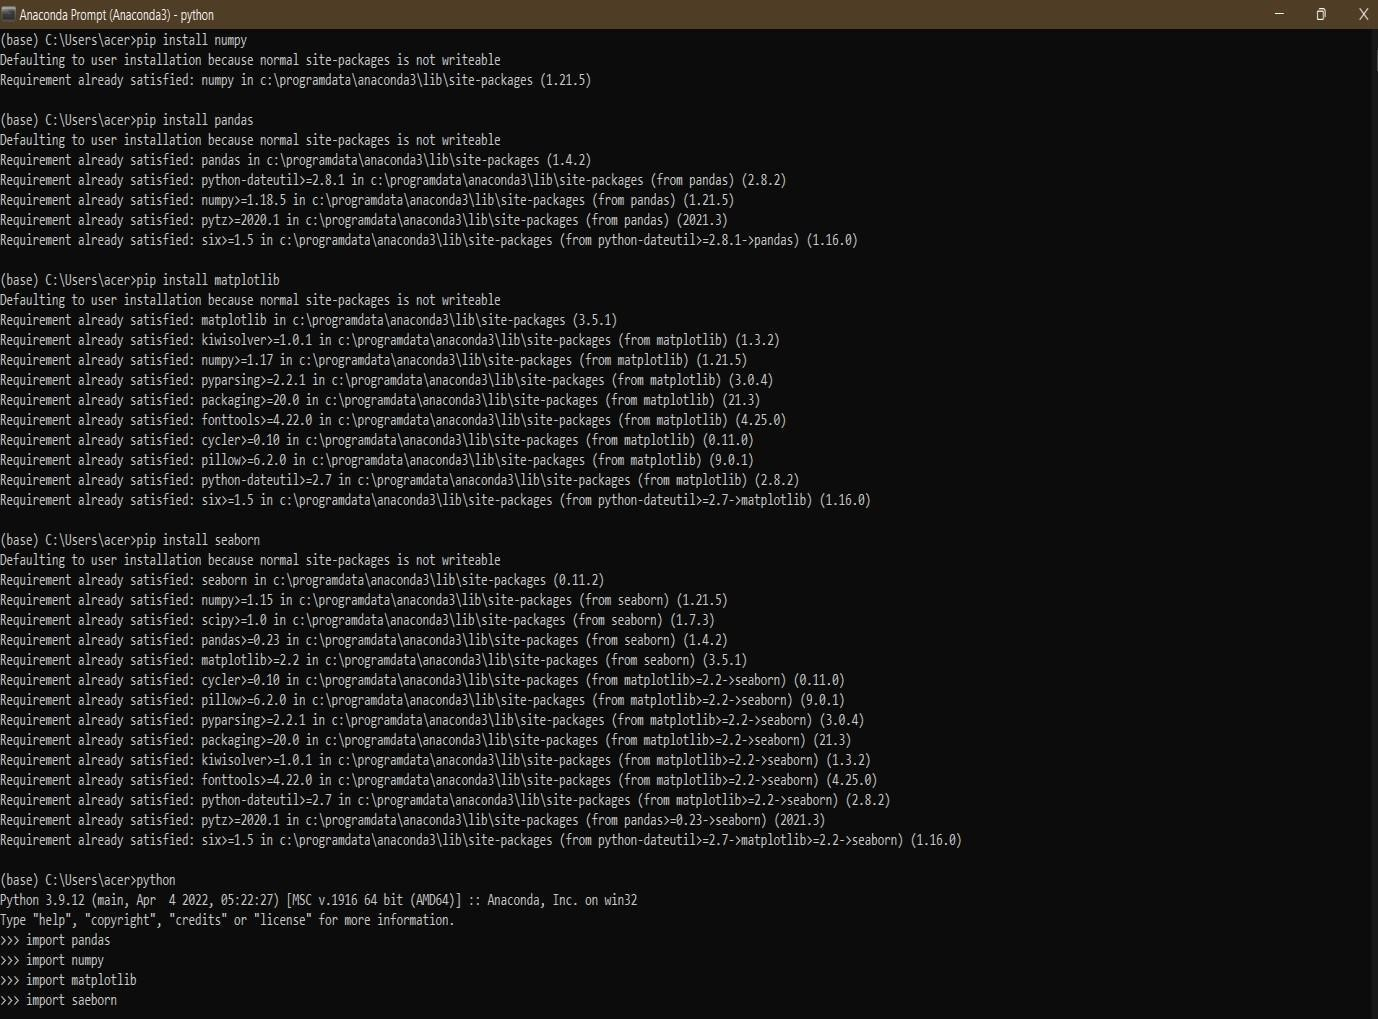 Anaconda Prompt (Anaconda3) - python
(base) C:\Users\acer>pip install numpy
Defaulting to user installation because normal site-packages is not writeable
Requirement already satisfied: numpy in c:\programdata\anaconda3\lib\site-packages (1.21.5)
(base) C:\Users\acer>pip install pandas
Defaulting to user installation because normal site-packages is not writeable
Requirement already satisfied: pandas in c:\programdata\anaconda3\lib\site-packages (1.4.2)
Requirement already satisfied: python-dateutil>=2.8.1 in c:\programdata\anaconda3\lib\site-packages (from pandas) (2.8.2)
Requirement already satisfied: numpy>=1.18.5 in c:\programdata\anaconda3\lib\site-packages (from pandas) (1.21.5)
Requirement already satisfied: pytz>=2020.1 in c:\programdata\anaconda3\lib\site-packages (from pandas) (2021.3)
Requirement already satisfied: six>=1.5 in c:\programdata\anaconda3\lib\site-packages (from python-dateutil>=2.8.1->pandas) (1.16.0)
(base) C:\Users\acer>pip install matplotlib
Defaulting to user installation because normal site-packages is not writeable
Requirement already satisfied: matplotlib in c:\programdata\anaconda3\lib\site-packages (3.5.1)
Requirement already satisfied: kiwisolver>=1.0.1 in c:\programdata\anaconda3\lib\site-packages (from matplotlib) (1.3.2)
Requirement already satisfied: numpy>=1.17 in c:\programdata\anaconda3\lib\site-packages (from matplotlib) (1.21.5)
Requirement already satisfied: pyparsing>=2.2.1 in c:\programdata\anaconda3\lib\site-packages (from matplotlib) (3.0.4)
Requirement already satisfied: packaging>=20.0 in c:\programdata\anaconda3\lib\site-packages (from matplotlib) (21.3)
Requirement already satisfied: fonttools>=4.22.0 in c:\programdata\anaconda3\lib\site-packages (from matplotlib) (4.25.0)
Requirement already satisfied: cycler>=0.10 in c:\programdata\anaconda3\lib\site-packages (from matplotlib) (0.11.0)
Requirement already satisfied: pillow>=6.2.0 in c:\programdata\anaconda3\lib\site-packages (from matplotlib) (9.0.1)
Requirement already satisfied: python-dateutil>=2.7 in c:\programdata\anaconda3\lib\site-packages (from matplotlib) (2.8.2)
Requirement already satisfied: six>=1.5 in c:\programdata\anaconda3\lib\site-packages (from python-dateutil>=2.7->matplotlib) (1.16.0)
(base) C:\Users\acer>pip install seaborn
Defaulting to user installation because normal site-packages is not writeable
Requirement already satisfied: seaborn in c:\programdata\anaconda3\lib\site-packages (0.11.2)
Requirement already satisfied: numpy>=1.15 in c:\programdata\anaconda3\lib\site-packages (from seaborn) (1.21.5)
Requirement already satisfied: scipy>=1.0 in c:\programdata\anaconda3\lib\site-packages (from seaborn) (1.7.3)
Requirement already satisfied: pandas>=0.23 in c:\programdata\anaconda3\lib\site-packages (from seaborn) (1.4.2)
Requirement already satisfied: matplotlib>=2.2 in c:\programdata\anaconda3\lib\site-packages (from seaborn) (3.5.1)
Requirement already satisfied: cycler>=0.10 in c:\programdata\anaconda3\lib\site-packages (from matplotlib>=2.2->seaborn) (0.11.0)
Requirement already satisfied: pillow>=6.2.0 in c:\programdata\anaconda3\lib\site-packages (from matplotlib>=2.2->seaborn) (9.0.1)
Requirement already satisfied: pyparsing>=2.2.1 in c:\programdata\anaconda3\lib\site-packages (from matplotlib>=2.2->seaborn) (3.0.4)
Requirement already satisfied: packaging>=20.0 in c:\programdata\anaconda3\lib\site-packages (from matplotlib>=2.2->seaborn) (21.3)
Requirement already satisfied: kiwisolver>=1.0.1 in c:\programdata\anaconda3\lib\site-packages (from matplotlib>=2.2->seaborn) (1.3.2)
Requirement already satisfied: fonttools>=4.22.0 in c:\programdata\anaconda3\lib\site-packages (from matplotlib>=2.2->seaborn) (4.25.0)
Requirement already satisfied: python-dateutil>=2.7 in c:\programdata\anaconda3\lib\site-packages (from matplotlib>=2.2->seaborn) (2.8.2)
Requirement already satisfied: pytz>=2020.1 in c:\programdata\anaconda3\lib\site-packages (from pandas>=0.23->seaborn) (2021.3)
Requirement already satisfied: six>=1.5 in c:\programdata\anaconda3\lib\site-packages (from python-dateutil>=2.7->matplotlib>=2.2->seaborn) (1.16.0)
(base) C:\Users\acer>python
Python 3.9.12 (main, Apr  4 2022, 05:22:27) [MSC v.1916 64 bit (AMD64)] :: Anaconda, Inc. on win32
Type "help", "copyright", "credits" or "license" for more information.
>>> import pandas
>>> import numpy
>>> import matplotlib
>>> import saeborn